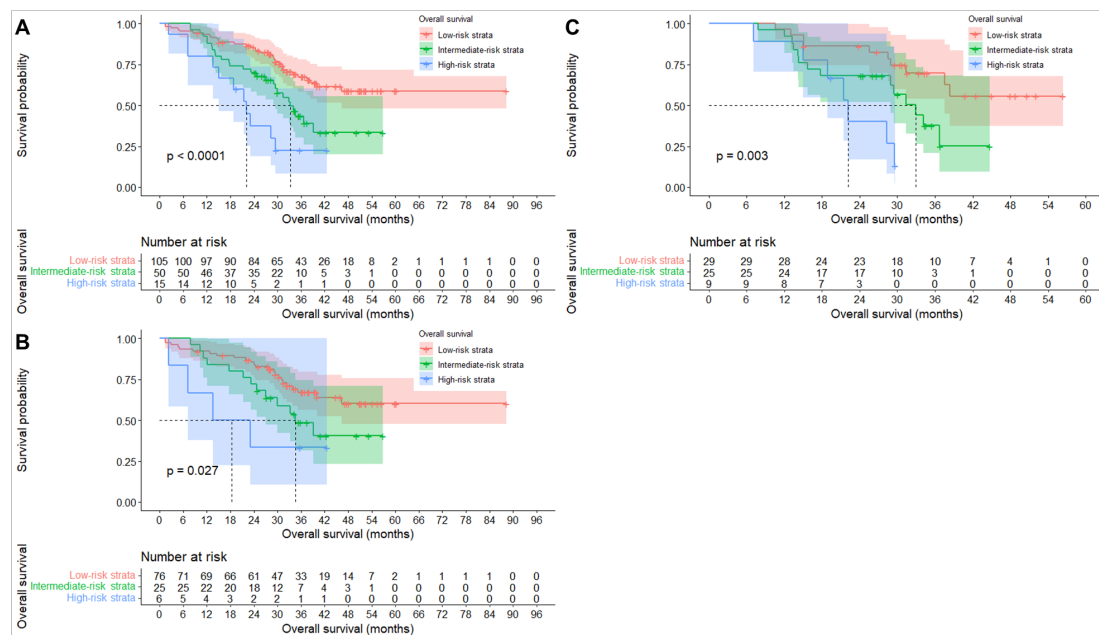 A
Overall survival
Low-risk strata
Intermediate-risk strata
High-risk strata
Survival probability
1.00
0.75
0.50
0.25
0.00
p < 0.0001
0 6 12 18 24 30 36 42 48 54 60 66 72 78 84 90 96
Overall survival (months)
Number at risk
Overall survival
Low-risk strata 105 100 97 90 84 65 43 26 18 8 2 1 1 1 1 0 0
Intermediate-risk strata 50 50 46 37 35 22 10 5 3 1 0 0 0 0 0 0 0
High-risk strata 15 14 12 10 5 2 1 1 0 0 0 0 0 0 0 0 0
0 6 12 18 24 30 36 42 48 54 60 66 72 78 84 90 96
Overall survival (months)
B
Overall survival
Low-risk strata
Intermediate-risk strata
High-risk strata
Survival probability
1.00
0.75
0.50
0.25
0.00
p = 0.027
0 6 12 18 24 30 36 42 48 54 60 66 72 78 84 90 96
Overall survival (months)
Number at risk
Overall survival
Low-risk strata 76 71 69 66 61 47 33 19 14 7 2 1 1 1 1 0 0
Intermediate-risk strata 25 25 22 20 18 12 7 4 3 1 0 0 0 0 0 0 0
High-risk strata 6 5 4 3 2 2 1 1 0 0 0 0 0 0 0 0 0
0 6 12 18 24 30 36 42 48 54 60 66 72 78 84 90 96
Overall survival (months)
C
Overall survival
Low-risk strata
Intermediate-risk strata
High-risk strata
Survival probability
1.00
0.75
0.50
0.25
0.00
p = 0.003
0 6 12 18 24 30 36 42 48 54 60
Overall survival (months)
Number at risk
Overall survival
Low-risk strata 29 29 28 24 23 18 10 7 4 1 0
Intermediate-risk strata 25 25 24 17 17 10 3 1 0 0 0
High-risk strata 9 9 8 7 3 0 0 0 0 0 0
0 6 12 18 24 30 36 42 48 54 60
Overall survival (months)